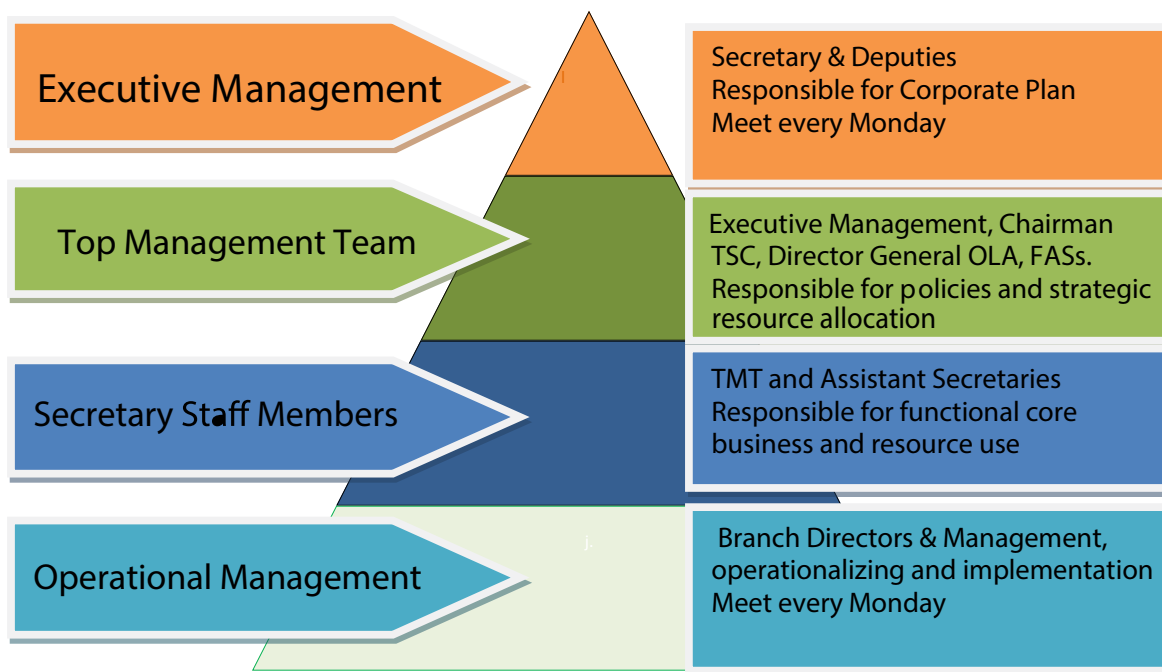 Executive Management
l
Secretary & Deputies
Responsible for Corporate Plan
Meet every Monday
Top Management Team
Executive Management, Chairman
TSC, Director General OLA, FASs.
Responsible for policies and strategic
resource allocation
Secretary Staff Members
TMT and Assistant Secretaries
Responsible for functional core
business and resource use
Operational Management
j.
Branch Directors & Management,
operationalizing and implementation
Meet every Monday